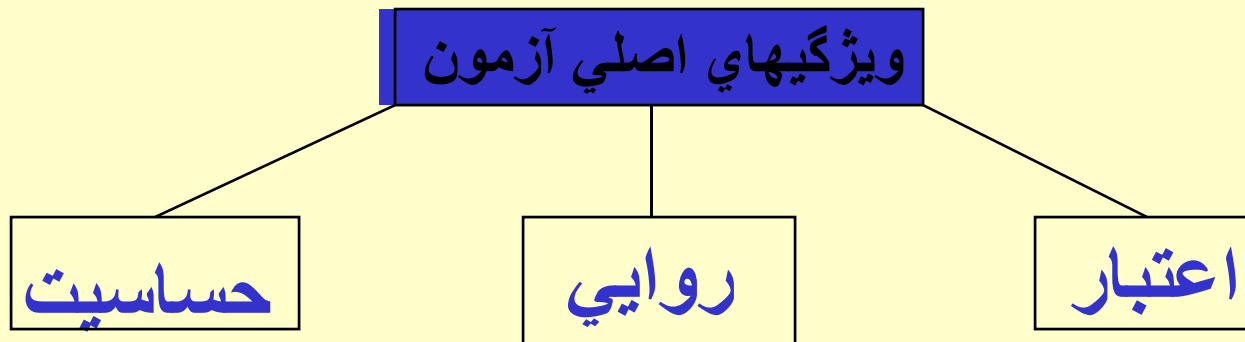 ويژگيهاي اصلي آزمون
اعتبار
روايي
حساسيت